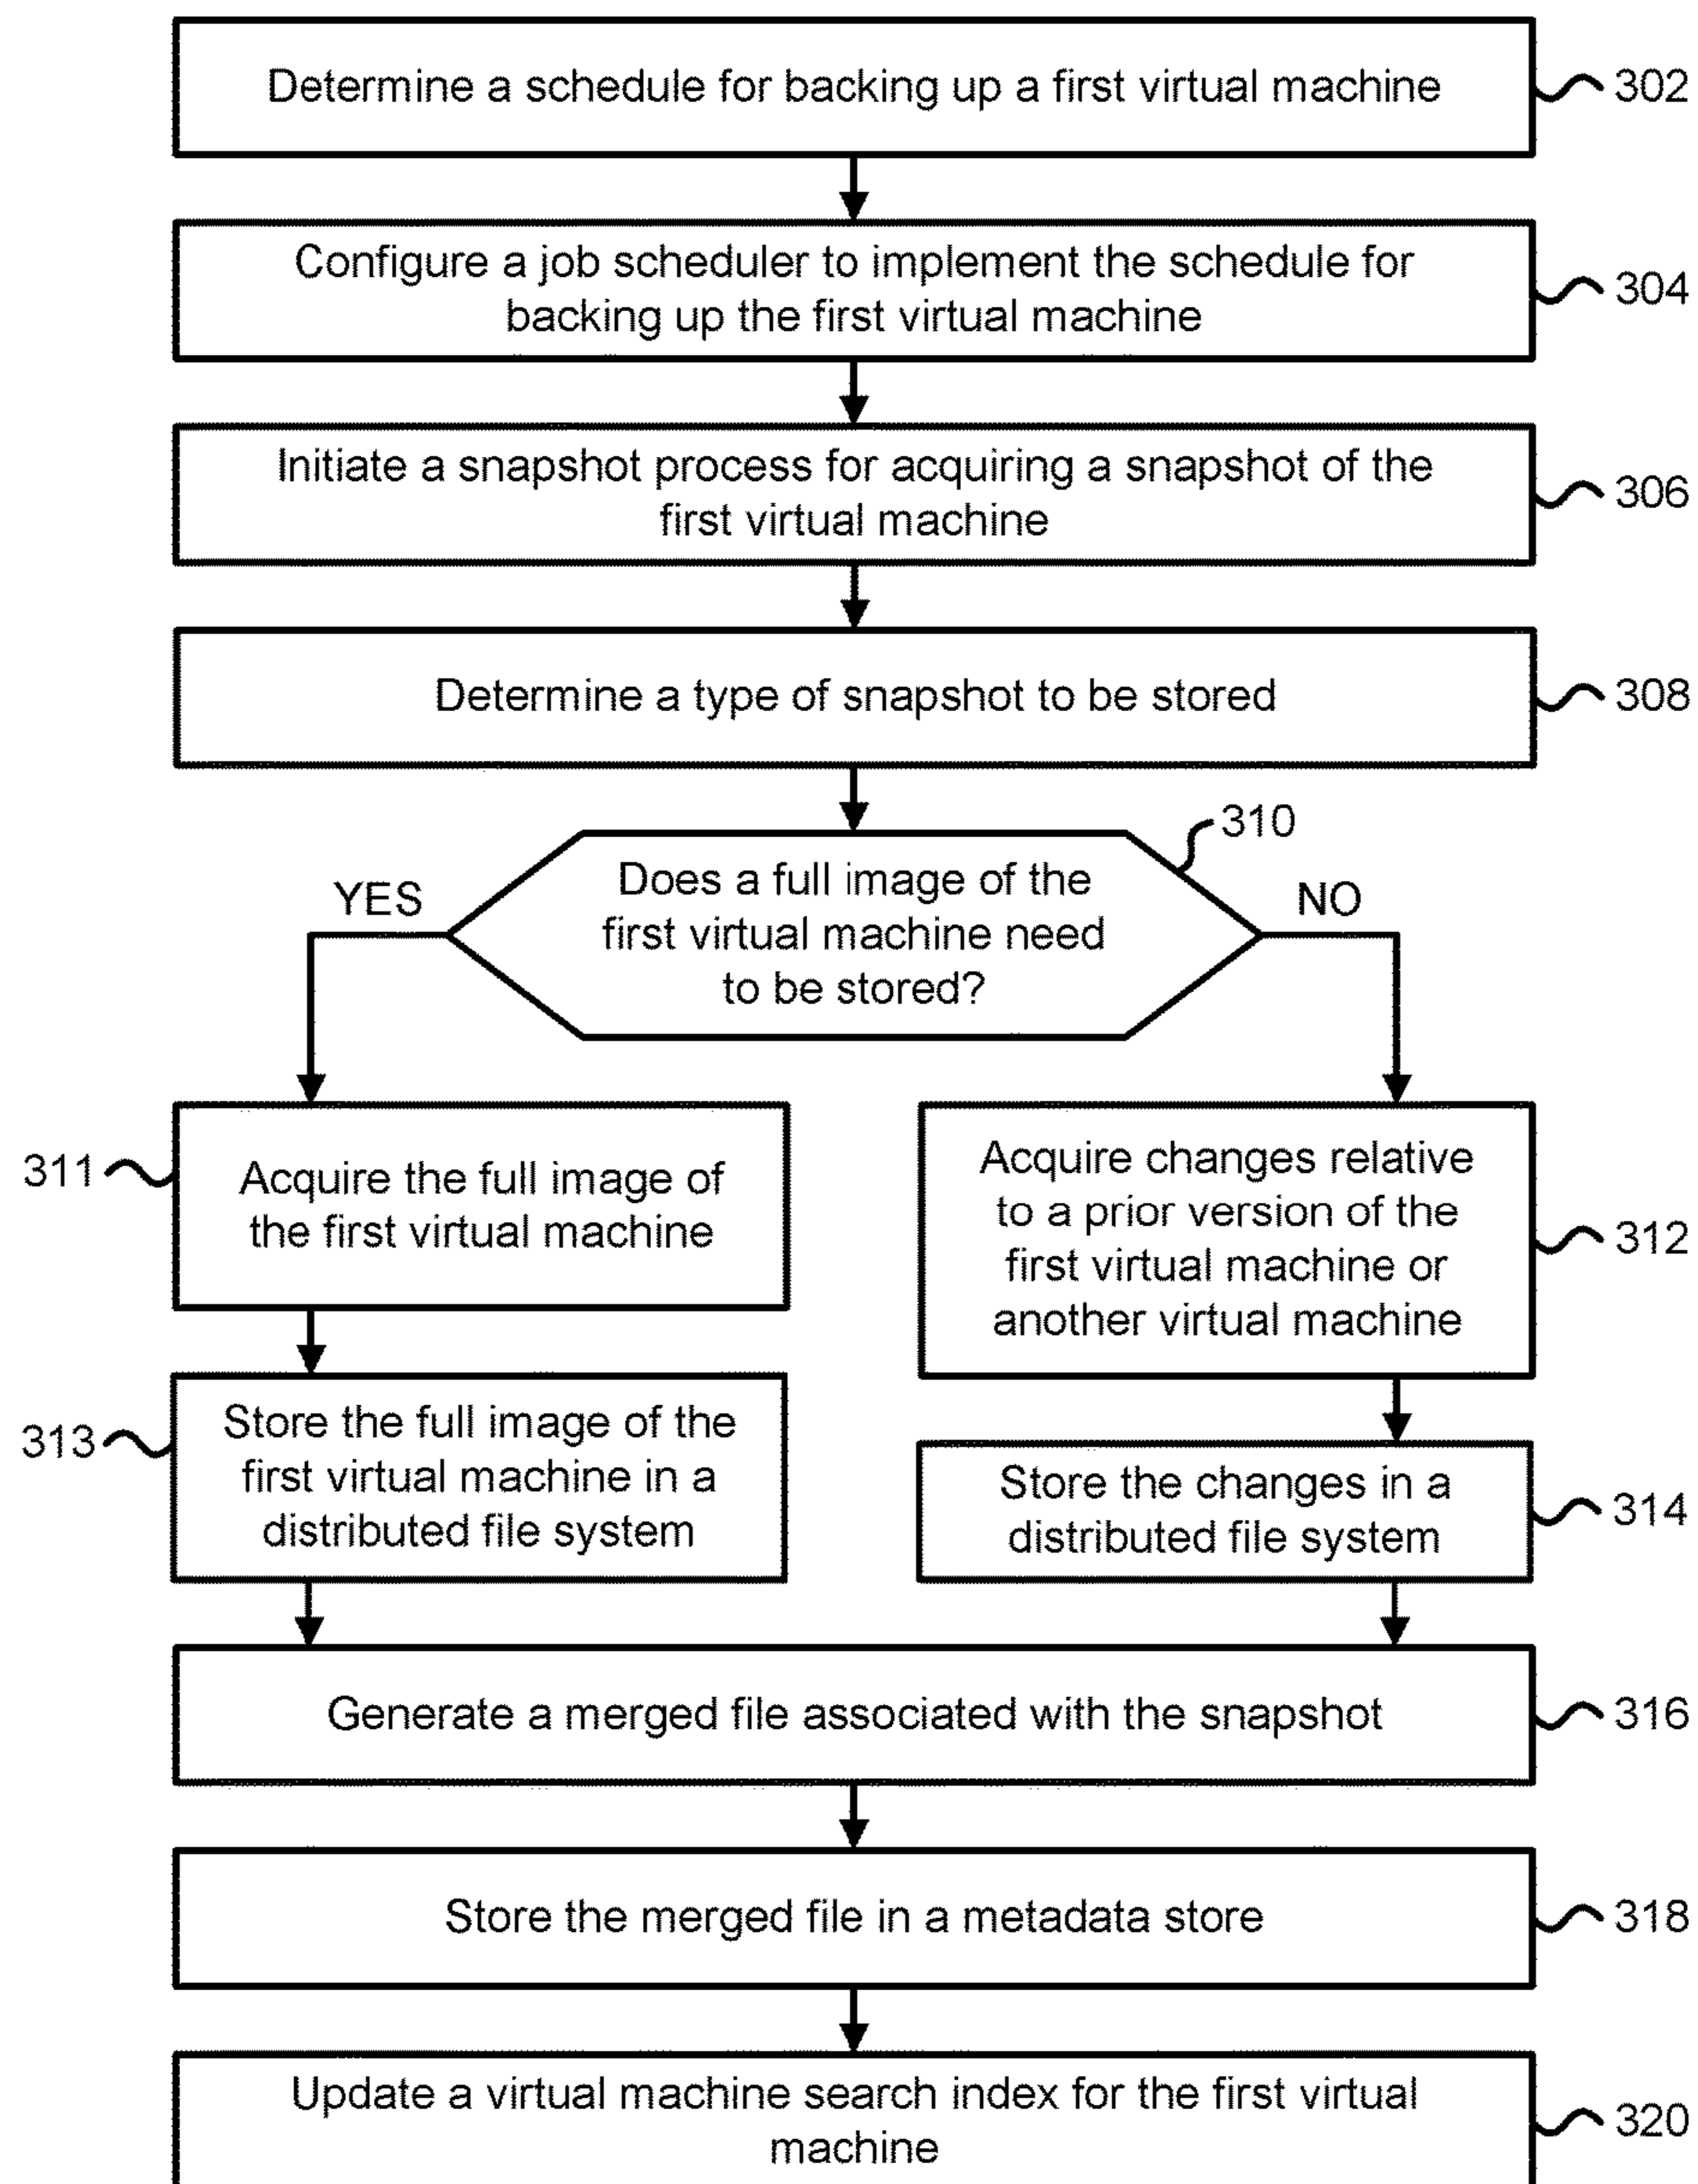 Determine a schedule for backing up a first virtual machine
302
Configure a job scheduler to implement the schedule for
backing up the first virtual machine
304
Initiate a snapshot process for acquiring a snapshot of the
first virtual machine
306
Determine a type of snapshot to be stored
308
310
Does a full image of the
first virtual machine need
to be stored?
YES
NO
311
Acquire the full image of
the first virtual machine
Acquire changes relative
to a prior version of the
first virtual machine or
another virtual machine
312
313
Store the full image of the
first virtual machine in a
distributed file system
Store the changes in a
distributed file system
314
Generate a merged file associated with the snapshot
316
Store the merged file in a metadata store
318
Update a virtual machine search index for the first virtual
machine
320